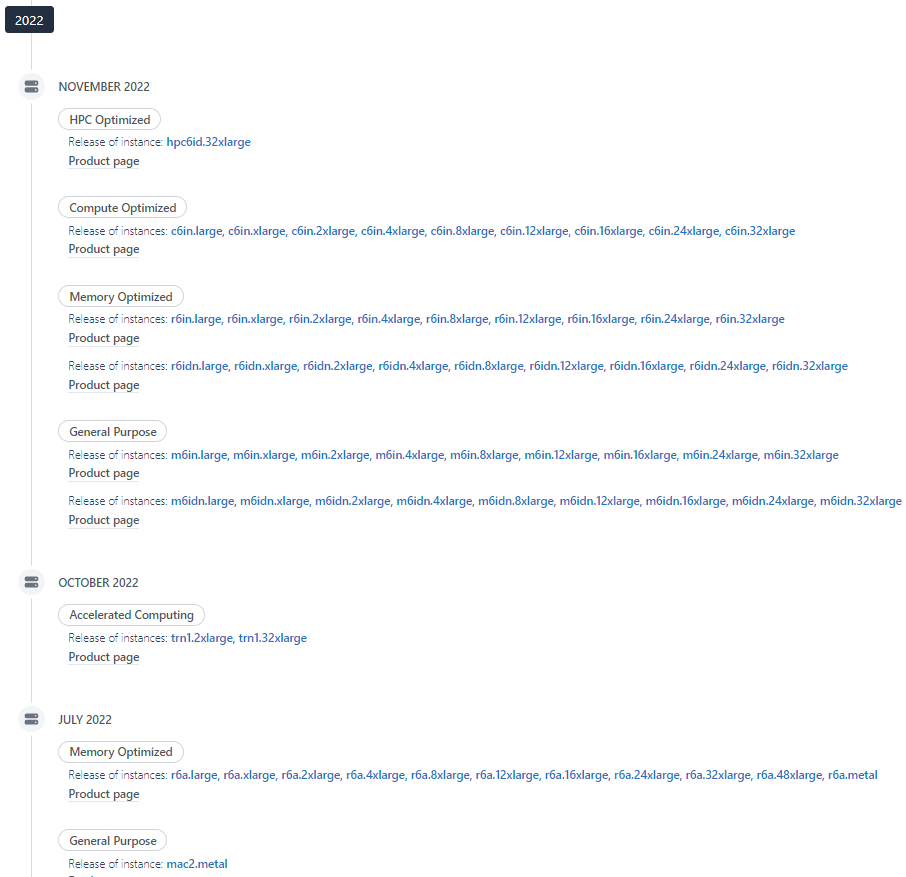 2022
NOVEMBER 2022
HPC Optimized
Release of instance: hpc6id.32xlarge
Product page
Compute Optimized
Release of instances: c6in.large, c6in.xlarge, c6in.2xlarge, c6in.4xlarge, c6in.8xlarge, c6in.12xlarge, c6in.16xlarge, c6in.24xlarge, c6in.32xlarge
Product page
Memory Optimized
Release of instances: r6in.large, r6in.xlarge, r6in.2xlarge, r6in.4xlarge, r6in.8xlarge, r6in.12xlarge, r6in.16xlarge, r6in.24xlarge, r6in.32xlarge
Product page
Release of instances: r6idn.large, r6idn.xlarge, r6idn.2xlarge, r6idn.4xlarge, r6idn.8xlarge, r6idn.12xlarge, r6idn.16xlarge, r6idn.24xlarge, r6idn.32xlarge
Product page
General Purpose
Release of instances: m6in.large, m6in.xlarge, m6in.2xlarge, m6in.4xlarge, m6in.8xlarge, m6in.12xlarge, m6in.16xlarge, m6in.24xlarge, m6in.32xlarge
Product page
Release of instances: m6idn.large, m6idn.xlarge, m6idn.2xlarge, m6idn.4xlarge, m6idn.8xlarge, m6idn.12xlarge, m6idn.16xlarge, m6idn.24xlarge, m6idn.32xlarge
Product page
OCTOBER 2022
Accelerated Computing
Release of instances: trn1.2xlarge, trn1.32xlarge
Product page
JULY 2022
Memory Optimized
Release of instances: r6a.large, r6a.xlarge, r6a.2xlarge, r6a.4xlarge, r6a.8xlarge, r6a.12xlarge, r6a.16xlarge, r6a.24xlarge, r6a.32xlarge, r6a.48xlarge, r6a.metal
Product page
General Purpose
Release of instance: mac2.metal